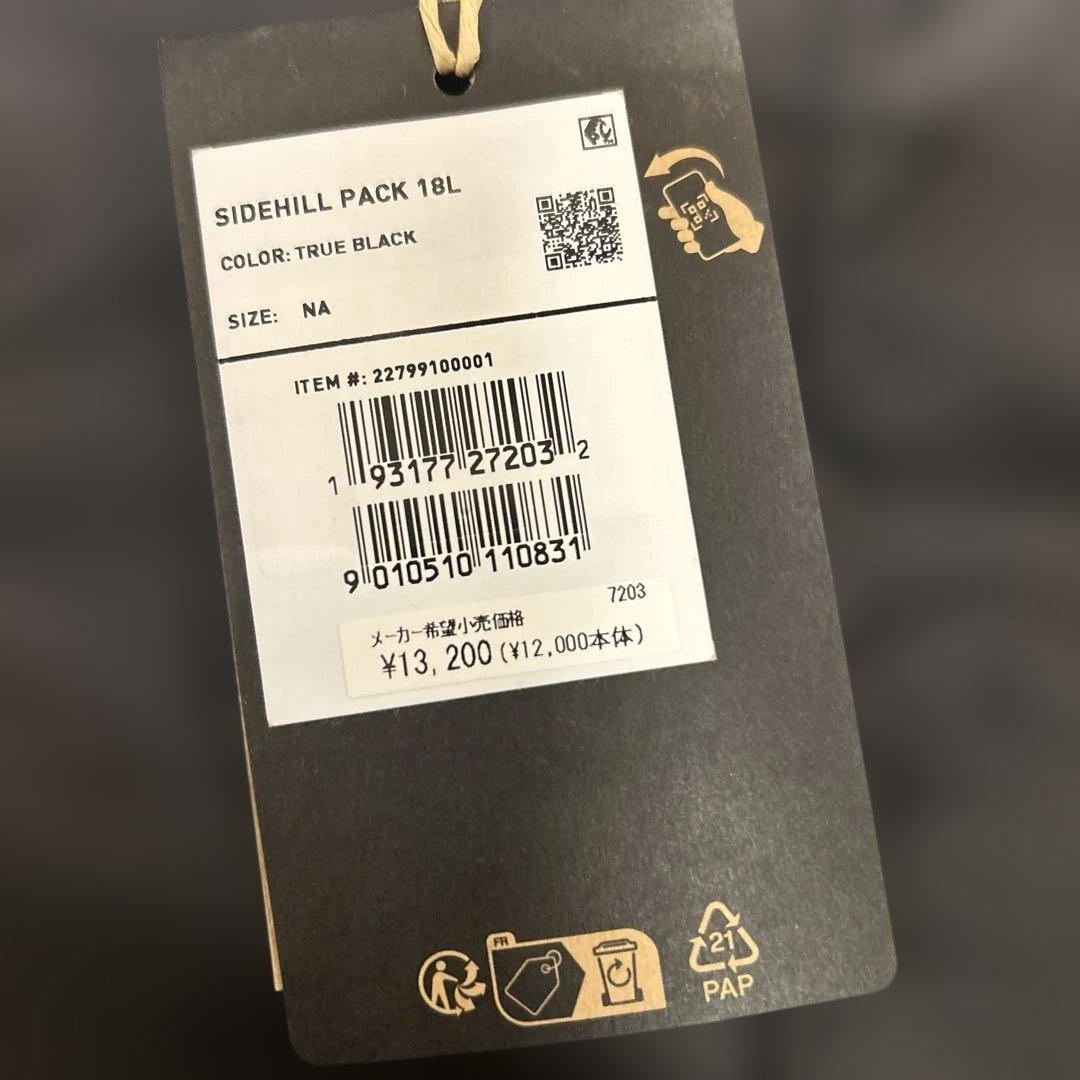 SIDEHILL PACK 18L
COLOR: TRUE BLACK
SIZE: NA
ITEM #: 22799100001
1 93177 27203 2
9 010510 110831
7203
メーカー希望小売価格
¥13,200 (¥12,000本体)
FR
21
PAP